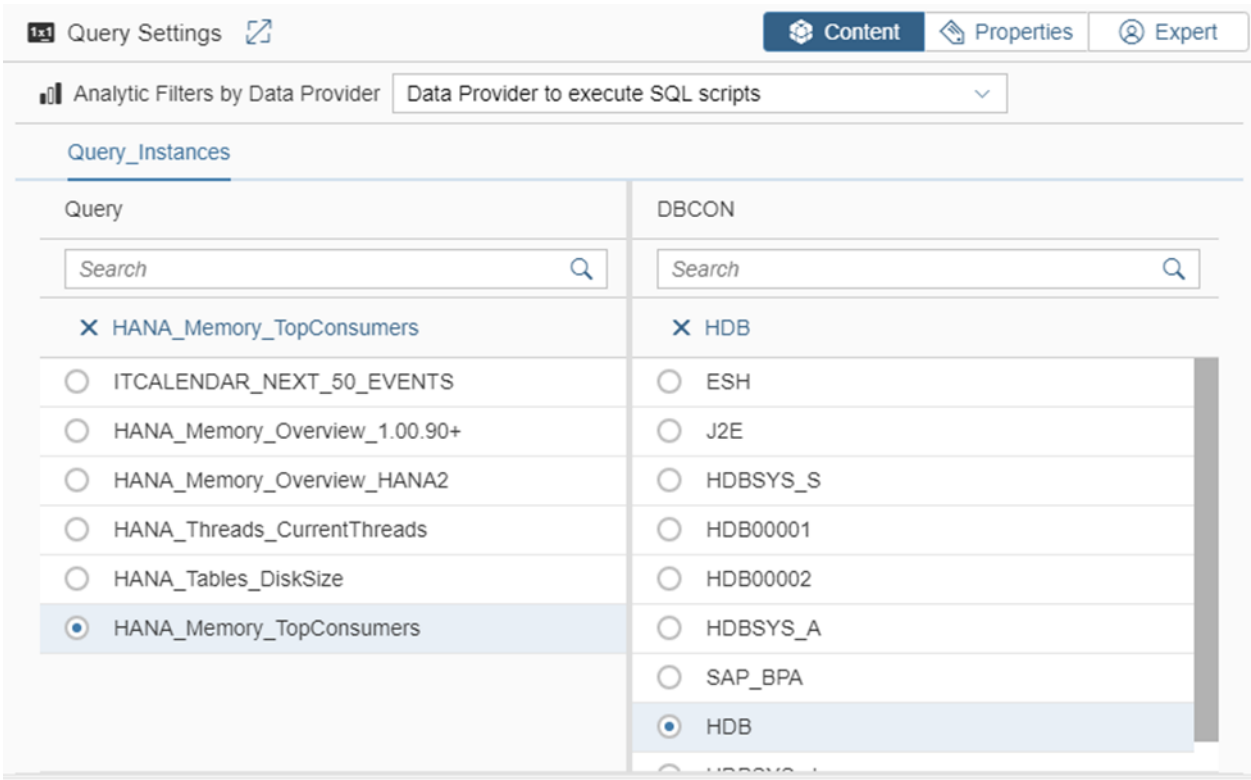 1x1 Query Settings Content Properties Expert
Analytic Filters by Data Provider Data Provider to execute SQL scripts
Query_Instances
Query DBCON
Search Search
HANA_Memory_TopConsumers HDB
ITCALENDAR_NEXT_50_EVENTS ESH
HANA_Memory_Overview_1.00.90+ J2E
HANA_Memory_Overview_HANA2 HDBSYS_S
HANA_Threads_CurrentThreads HDB00001
HANA_Tables_DiskSize HDB00002
HANA_Memory_TopConsumers HDBSYS_A
SAP_BPA
HDB